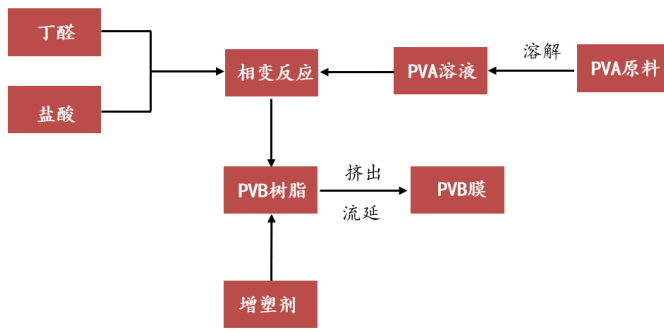 丁醛
盐酸
相变反应
PVA溶液
溶解
PVA原料
PVB树脂
挤出
流延
PVB膜
增塑剂